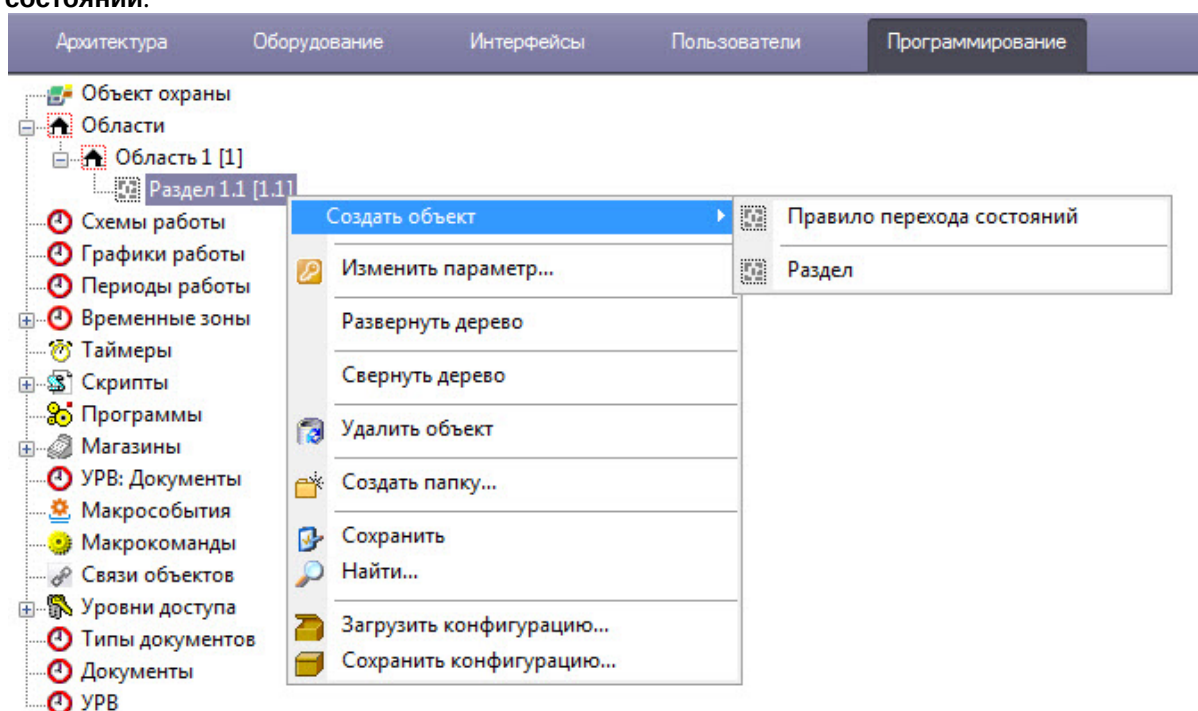 состояний.
Архитектура Оборудование Интерфейсы Пользователи Программирование
Объект охраны
Области
Область 1 [1]
Раздел 1.1 [1.1]
Схемы работы
Графики работы
Периоды работы
Временные зоны
Таймеры
Скрипты
Программы
Магазины
УРВ: Документы
Макрособытия
Макрокоманды
Связи объектов
Уровни доступа
Типы документов
Документы
УРВ
Создать объект
Изменить параметр...
Развернуть дерево
Свернуть дерево
Удалить объект
Создать папку...
Сохранить
Найти...
Загрузить конфигурацию...
Сохранить конфигурацию...
Правило перехода состояний
Раздел